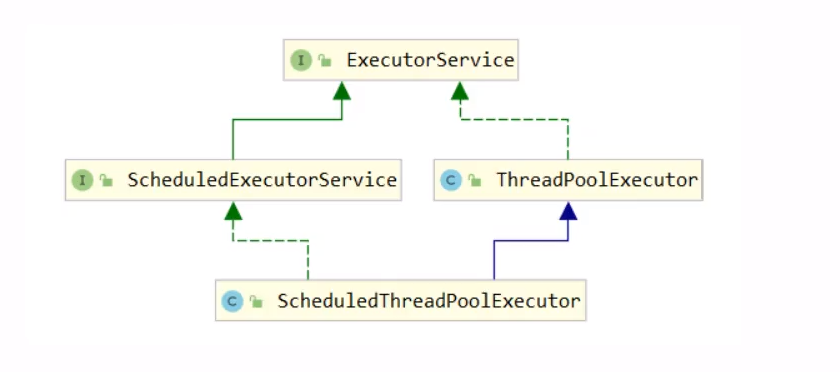 I ExecutorService
I ScheduledExecutorService
C ThreadPoolExecutor
C ScheduledThreadPoolExecutor